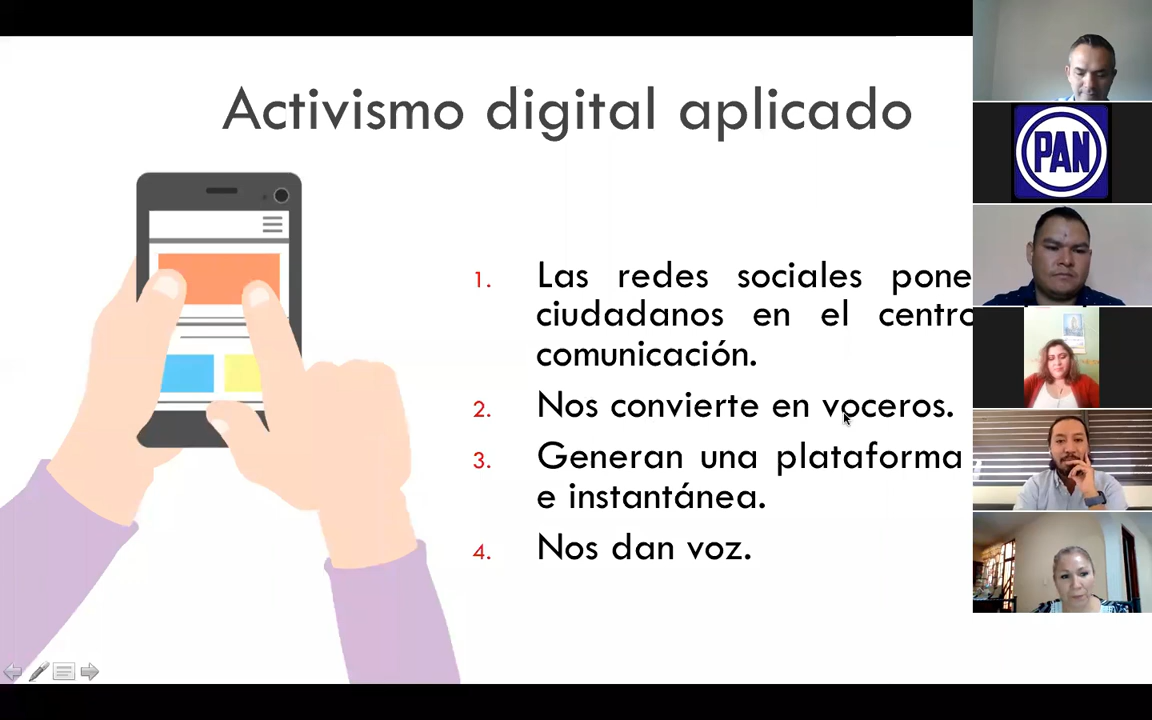 Activismo digital aplicado
1. Las redes sociales pone
ciudadanos en el centro
comunicación.
2. Nos convierte en voceros.
3. Generan una plataforma
e instantánea.
4. Nos dan voz.
PAN